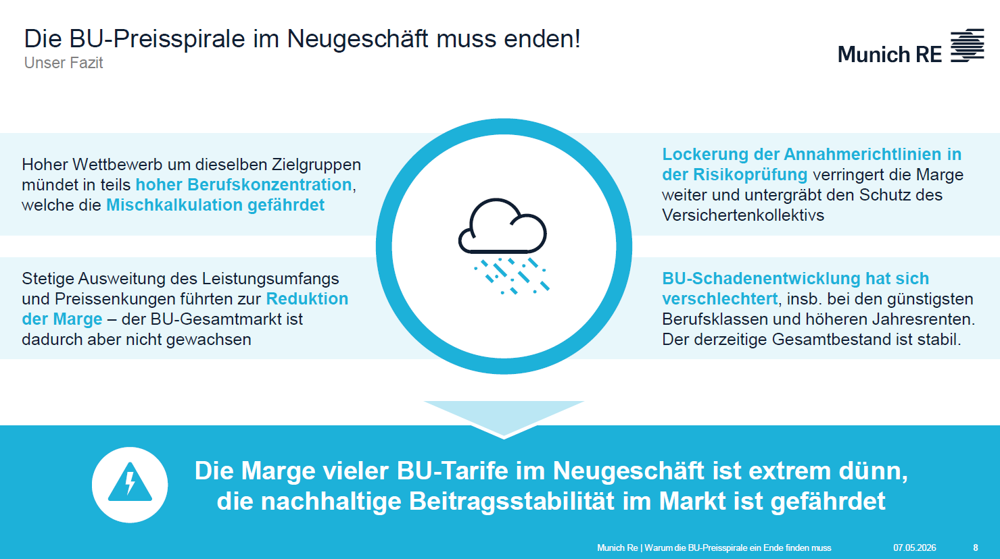 Die BU-Preisspirale im Neugeschäft muss enden!
Unser Fazit
Munich RE
Hoher Wettbewerb um dieselben Zielgruppen
mündet in teils hoher Berufskonzentration,
welche die Mischkalkulation gefährdet
Lockerung der Annahmerichtlinien in
der Risikoprüfung verringert die Marge
weiter und untergräbt den Schutz des
Versichertenkollektivs
Stetige Ausweitung des Leistungsumfangs
und Preissenkungen führten zur Reduktion
der Marge – der BU-Gesamtmarkt ist
dadurch aber nicht gewachsen
BU-Schadenentwicklung hat sich
verschlechtert, insb. bei den günstigsten
Berufsklassen und höheren Jahresrenten.
Der derzeitige Gesamtbestand ist stabil.
Die Marge vieler BU-Tarife im Neugeschäft ist extrem dünn,
die nachhaltige Beitragsstabilität im Markt ist gefährdet
Munich Re | Warum die BU-Preisspirale ein Ende finden muss 07.05.2026 8